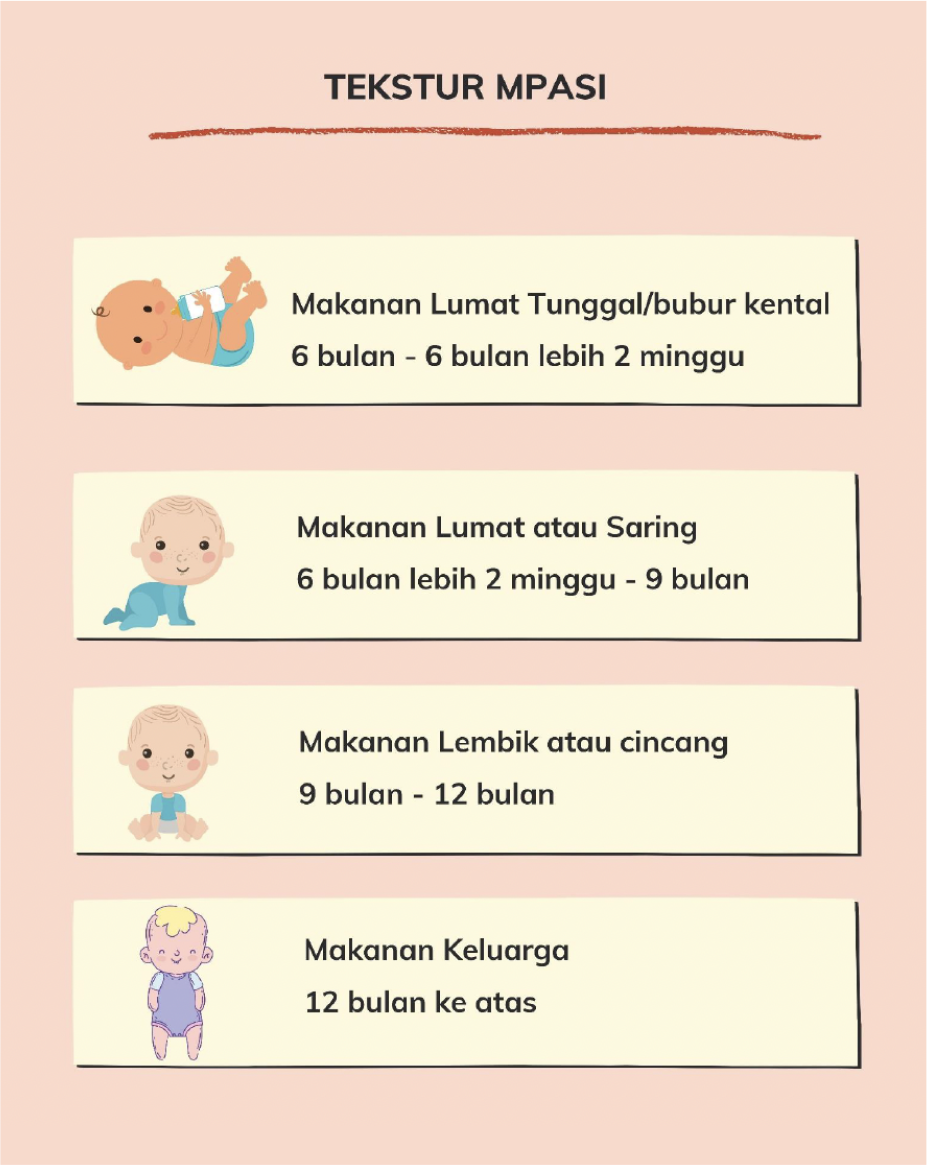 TEKSTUR MPASI
Makanan Lumat Tunggal/bubur kental
6 bulan - 6 bulan lebih 2 minggu
Makanan Lumat atau Saring
6 bulan lebih 2 minggu - 9 bulan
Makanan Lembik atau cincang
9 bulan - 12 bulan
Makanan Keluarga
12 bulan ke atas